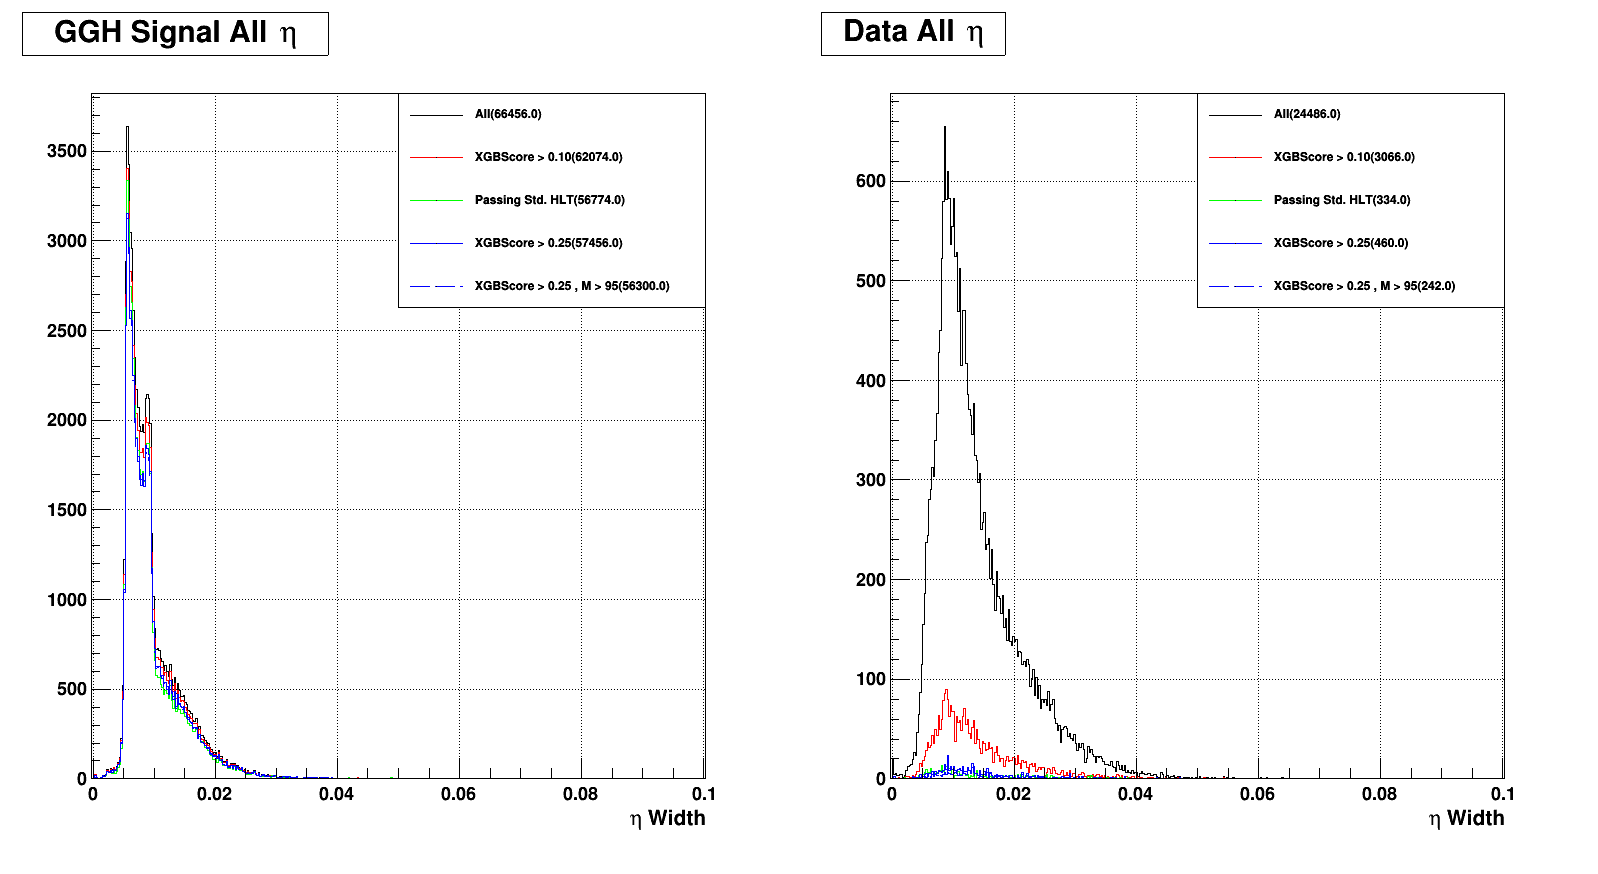 GGH Signal All η
All(66456.0)
XGBScore > 0.10(62074.0)
Passing Std. HLT(56774.0)
XGBScore > 0.25(57456.0)
XGBScore > 0.25 , M > 95(56300.0)
3500
3000
2500
2000
1500
1000
500
0
0 0.02 0.04 0.06 0.08 0.1
η Width
Data All η
All(24486.0)
XGBScore > 0.10(3066.0)
Passing Std. HLT(334.0)
XGBScore > 0.25(460.0)
XGBScore > 0.25 , M > 95(242.0)
600
500
400
300
200
100
0
0 0.02 0.04 0.06 0.08 0.1
η Width